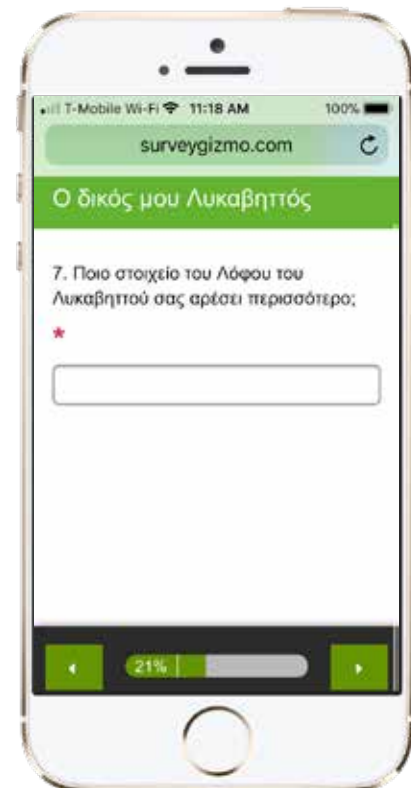 T-Mobile Wi-Fi 11:18 AM 100%
surveygizmo.com
Ο δικός μου Λυκαβηττός
7. Ποιο στοιχείο του Λόφου του
Λυκαβηττού σας αρέσει περισσότερο;
*
21%